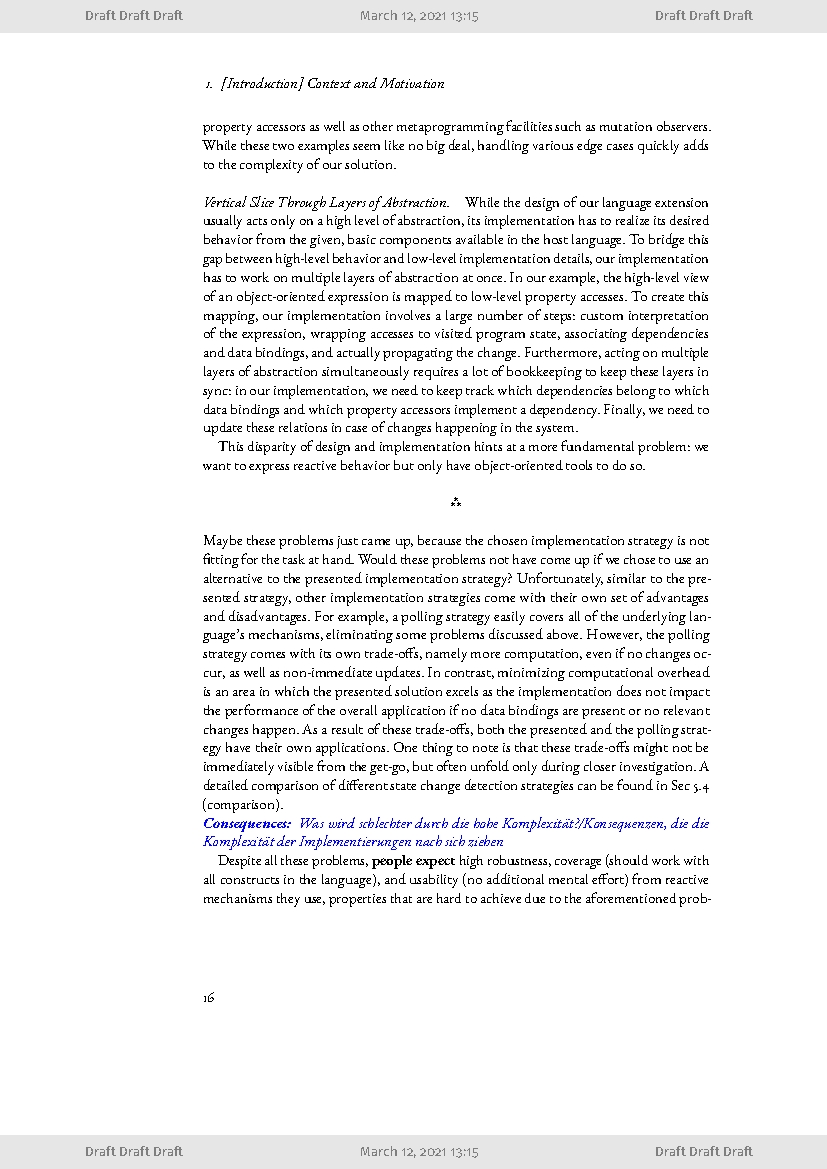 Draft Draft Draft March 12, 2021 13:15 Draft Draft Draft
1. [Introduction] Context and Motivation
property accessors as well as other metaprogramming facilities such as mutation observers.
While these two examples seem like no big deal, handling various edge cases quickly adds
to the complexity of our solution.
Vertical Slice Through Layers of Abstraction. While the design of our language extension
usually acts only on a high level of abstraction, its implementation has to realize its desired
behavior from the given, basic components available in the host language. To bridge this
gap between high-level behavior and low-level implementation details, our implementation
has to work on multiple layers of abstraction at once. In our example, the high-level view
of an object-oriented expression is mapped to low-level property accesses. To create this
mapping, our implementation involves a large number of steps: custom interpretation
of the expression, wrapping accesses to visited program state, associating dependencies
and data bindings, and actually propagating the change. Furthermore, acting on multiple
layers of abstraction simultaneously requires a lot of bookkeeping to keep these layers in
sync: in our implementation, we need to keep track which dependencies belong to which
data bindings and which property accessors implement a dependency. Finally, we need to
update these relations in case of changes happening in the system.
This disparity of design and implementation hints at a more fundamental problem: we
want to express reactive behavior but only have object-oriented tools to do so.
⁂
Maybe these problems just came up, because the chosen implementation strategy is not
fitting for the task at hand. Would these problems not have come up if we chose to use an
alternative to the presented implementation strategy? Unfortunately, similar to the pre-
sented strategy, other implementation strategies come with their own set of advantages
and disadvantages. For example, a polling strategy easily covers all of the underlying lan-
guage's mechanisms, eliminating some problems discussed above. However, the polling
strategy comes with its own trade-offs, namely more computation, even if no changes oc-
cur, as well as non-immediate updates. In contrast, minimizing computational overhead
is an area in which the presented solution excels as the implementation does not impact
the performance of the overall application if no data bindings are present or no relevant
changes happen. As a result of these trade-offs, both the presented and the polling strat-
egy have their own applications. One thing to note is that these trade-offs might not be
immediately visible from the get-go, but often unfold only during closer investigation. A
detailed comparison of different state change detection strategies can be found in Sec 5.4
(comparison).
Consequences: Was wird schlechter durch die hohe Komplexität?/Konsequenzen, die die
Komplexität der Implementierungen nach sich ziehen
Despite all these problems, people expect high robustness, coverage (should work with
all constructs in the language), and usability (no additional mental effort) from reactive
mechanisms they use, properties that are hard to achieve due to the aforementioned prob-
16
Draft Draft Draft March 12, 2021 13:15 Draft Draft Draft